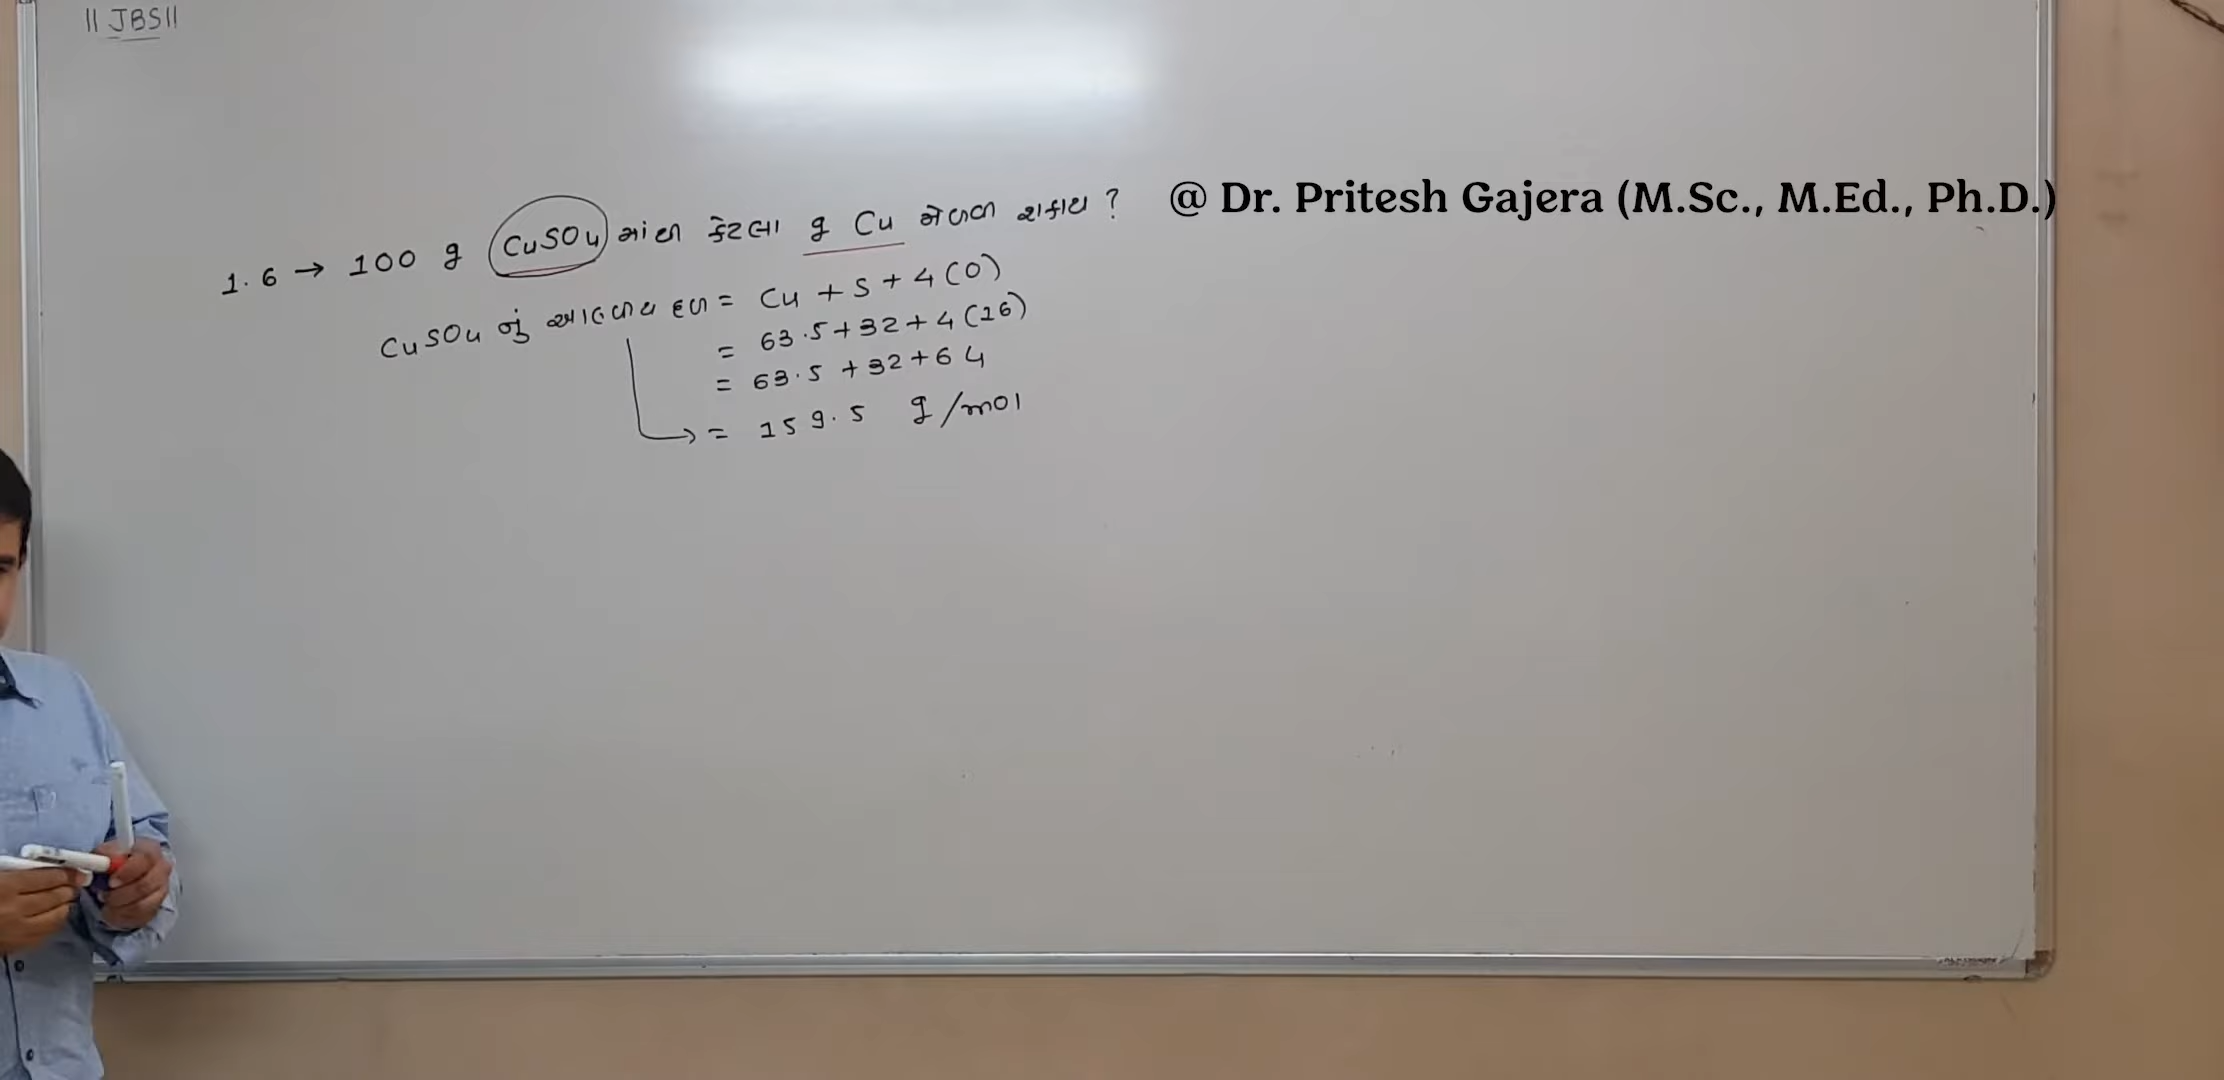 || JBS ||
1.6 → 100 g CuSO4 માંથી કેટલા g Cu મેળવી શકાય ?
@ Dr. Pritesh Gajera (M.Sc., M.Ed., Ph.D.)
CuSO4 નું આણ્વીય દળ = Cu + S + 4 (O)
= 63.5 + 32 + 4 (16)
= 63.5 + 32 + 64
→ = 159.5 g/mol